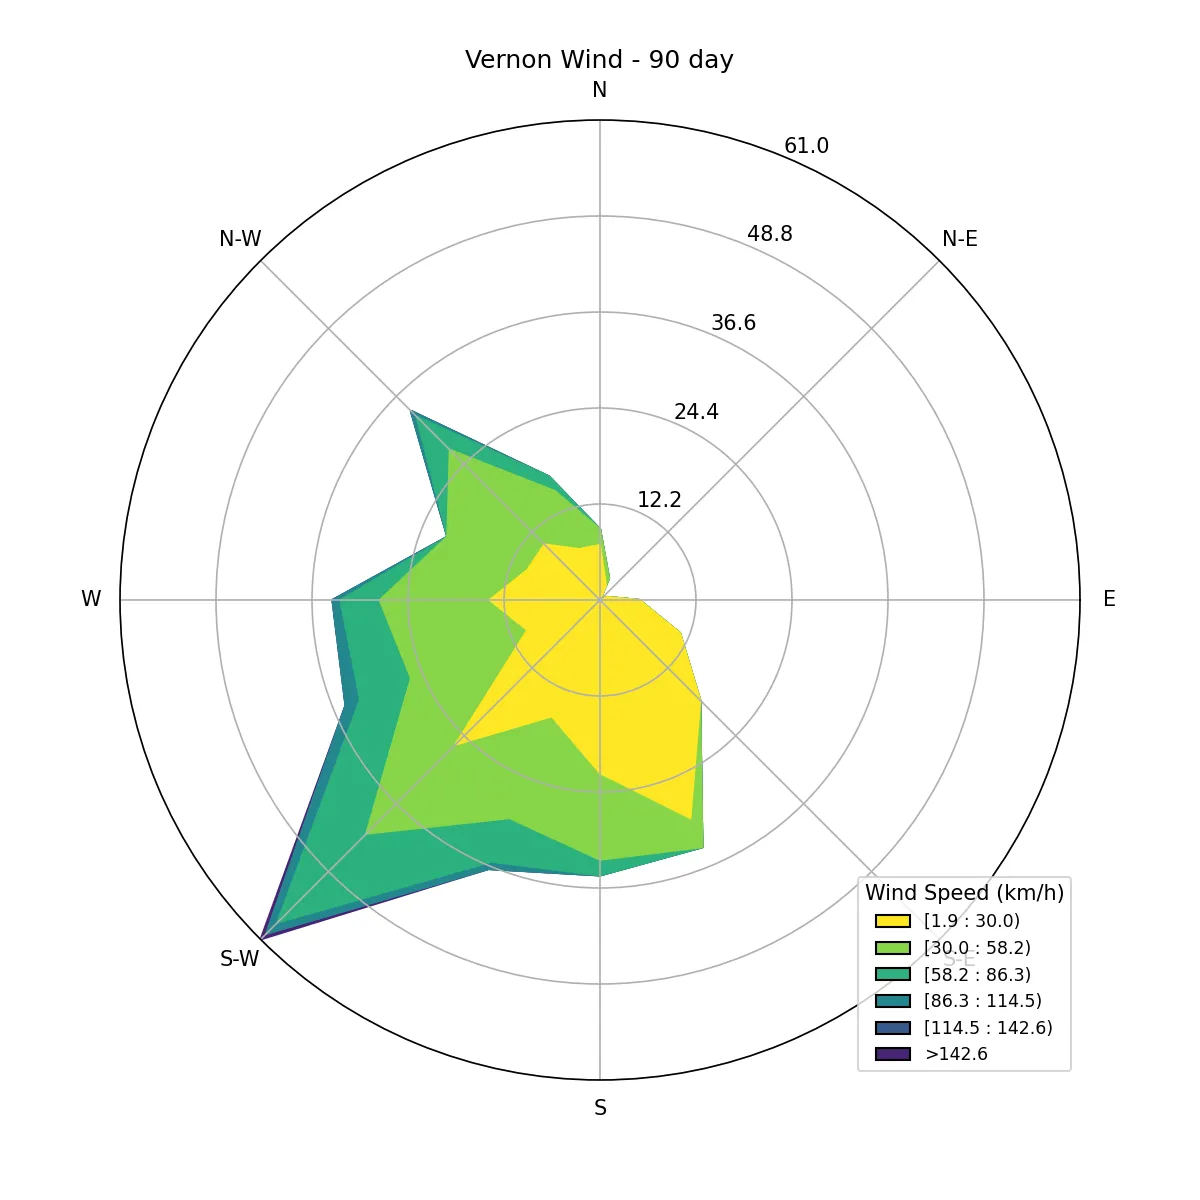 Vernon Wind - 90 day
N
61.0
48.8
N-W
N-E
36.6
24.4
12.2
W
E
Wind Speed (km/h)
[1.9 : 30.0)
[30.0 : 58.2)
S-W
S-E
[58.2 : 86.3)
[86.3 : 114.5)
[114.5 : 142.6)
>142.6
S